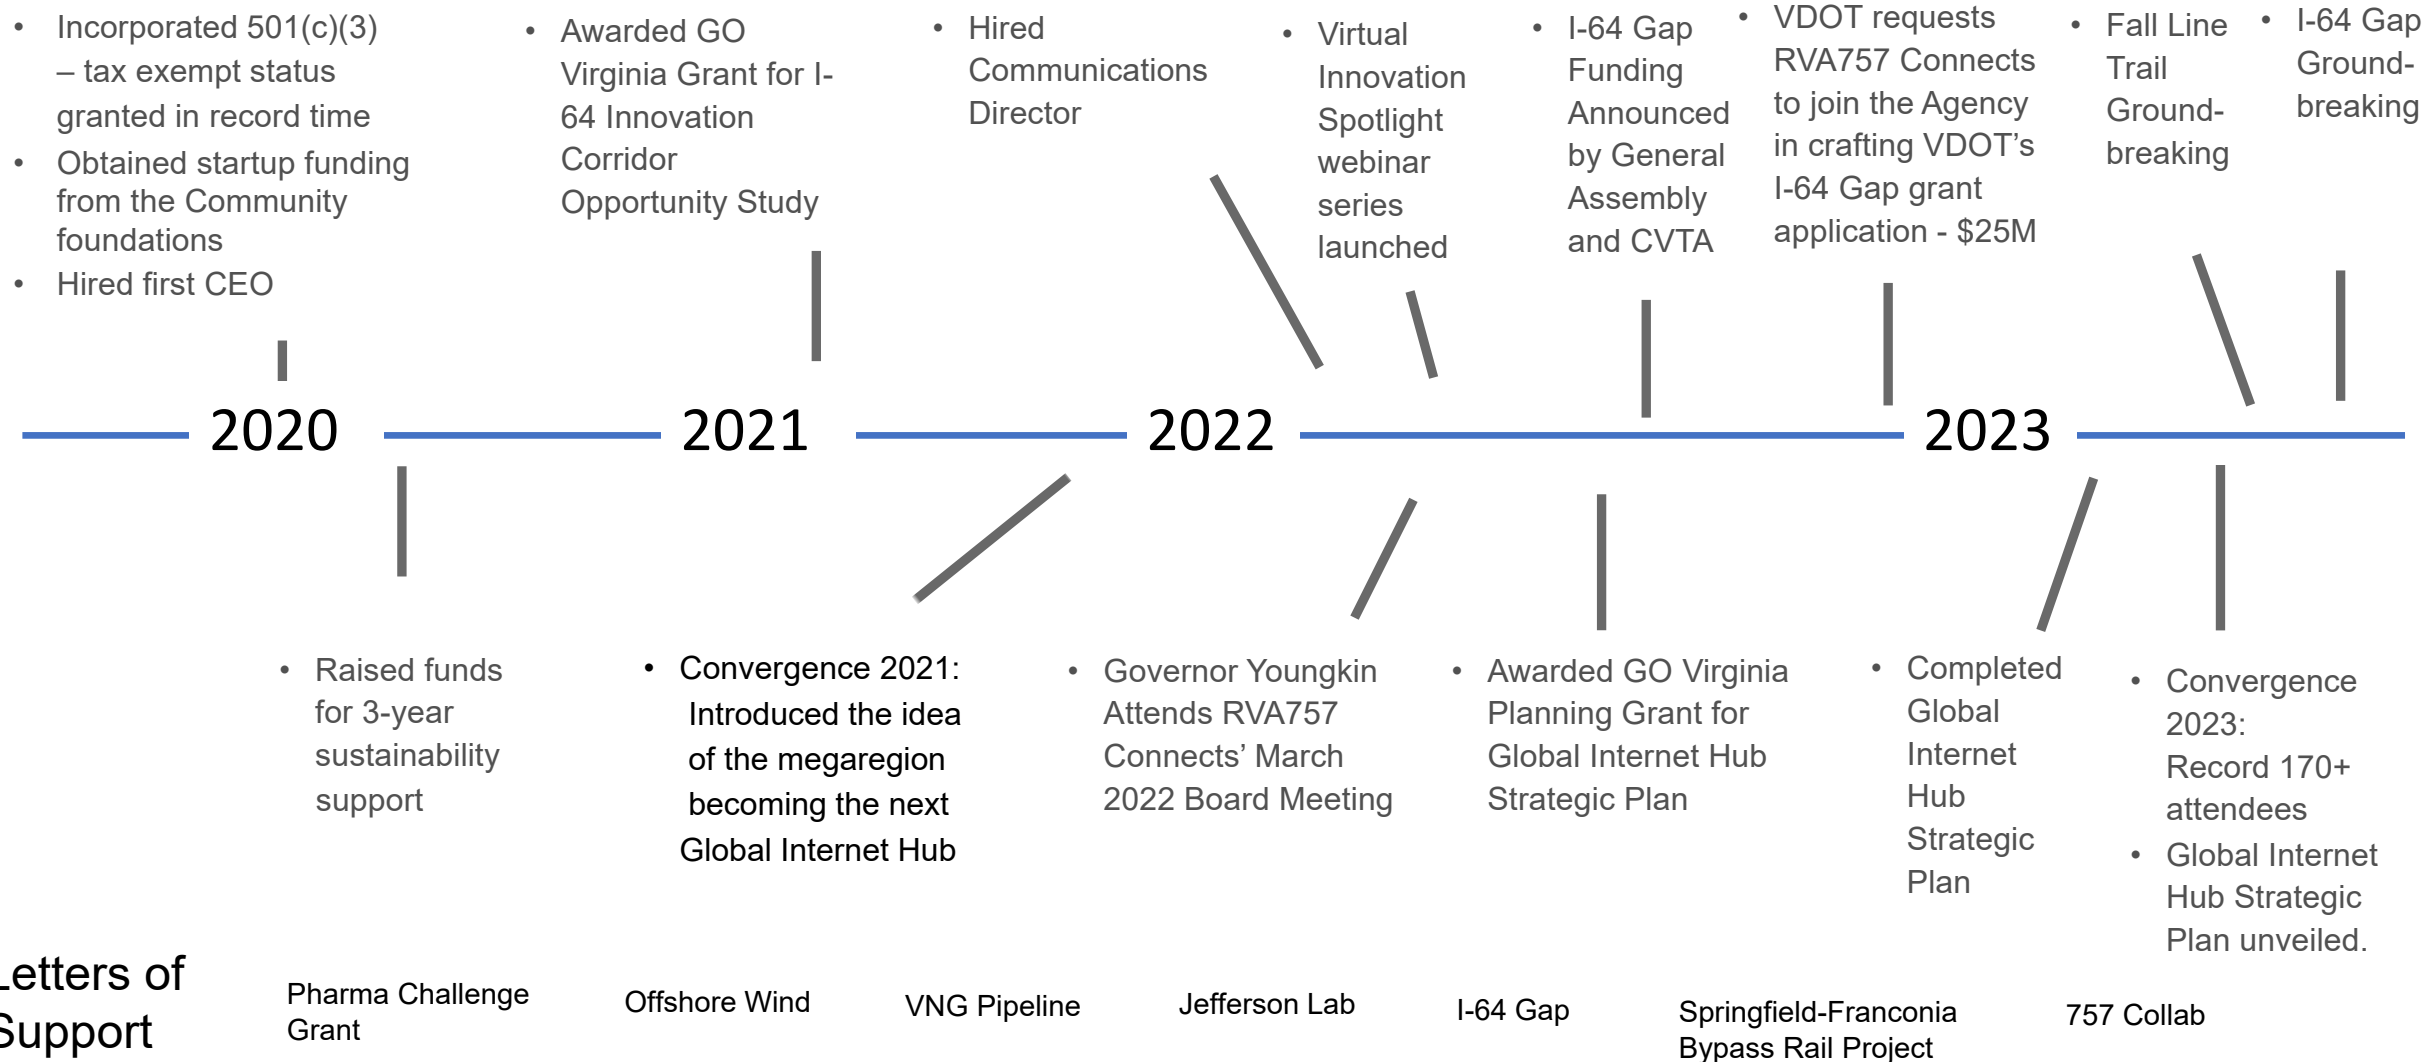 • Incorporated 501(c)(3)
– tax exempt status
granted in record time
• Obtained startup funding
from the Community
foundations
• Hired first CEO
• Awarded GO
Virginia Grant for I-
64 Innovation
Corridor
Opportunity Study
• Hired
Communications
Director
• Virtual
Innovation
Spotlight
webinar
series
launched
• I-64 Gap
Funding
Announced
by General
Assembly
and CVTA
• VDOT requests
RVA757 Connects
to join the Agency
in crafting VDOT’s
I-64 Gap grant
application - $25M
• Fall Line
Trail
Ground-
breaking
• I-64 Gap
Ground-
breaking
2020
2021
2022
2023
• Raised funds
for 3-year
sustainability
support
• Convergence 2021:
Introduced the idea
of the megaregion
becoming the next
Global Internet Hub
• Governor Youngkin
Attends RVA757
Connects’ March
2022 Board Meeting
• Awarded GO Virginia
Planning Grant for
Global Internet Hub
Strategic Plan
• Completed
Global
Internet
Hub
Strategic
Plan
• Convergence
2023:
Record 170+
attendees
• Global Internet
Hub Strategic
Plan unveiled.
Letters of
Support
Pharma Challenge
Grant
Offshore Wind
VNG Pipeline
Jefferson Lab
I-64 Gap
Springfield-Franconia
Bypass Rail Project
757 Collab